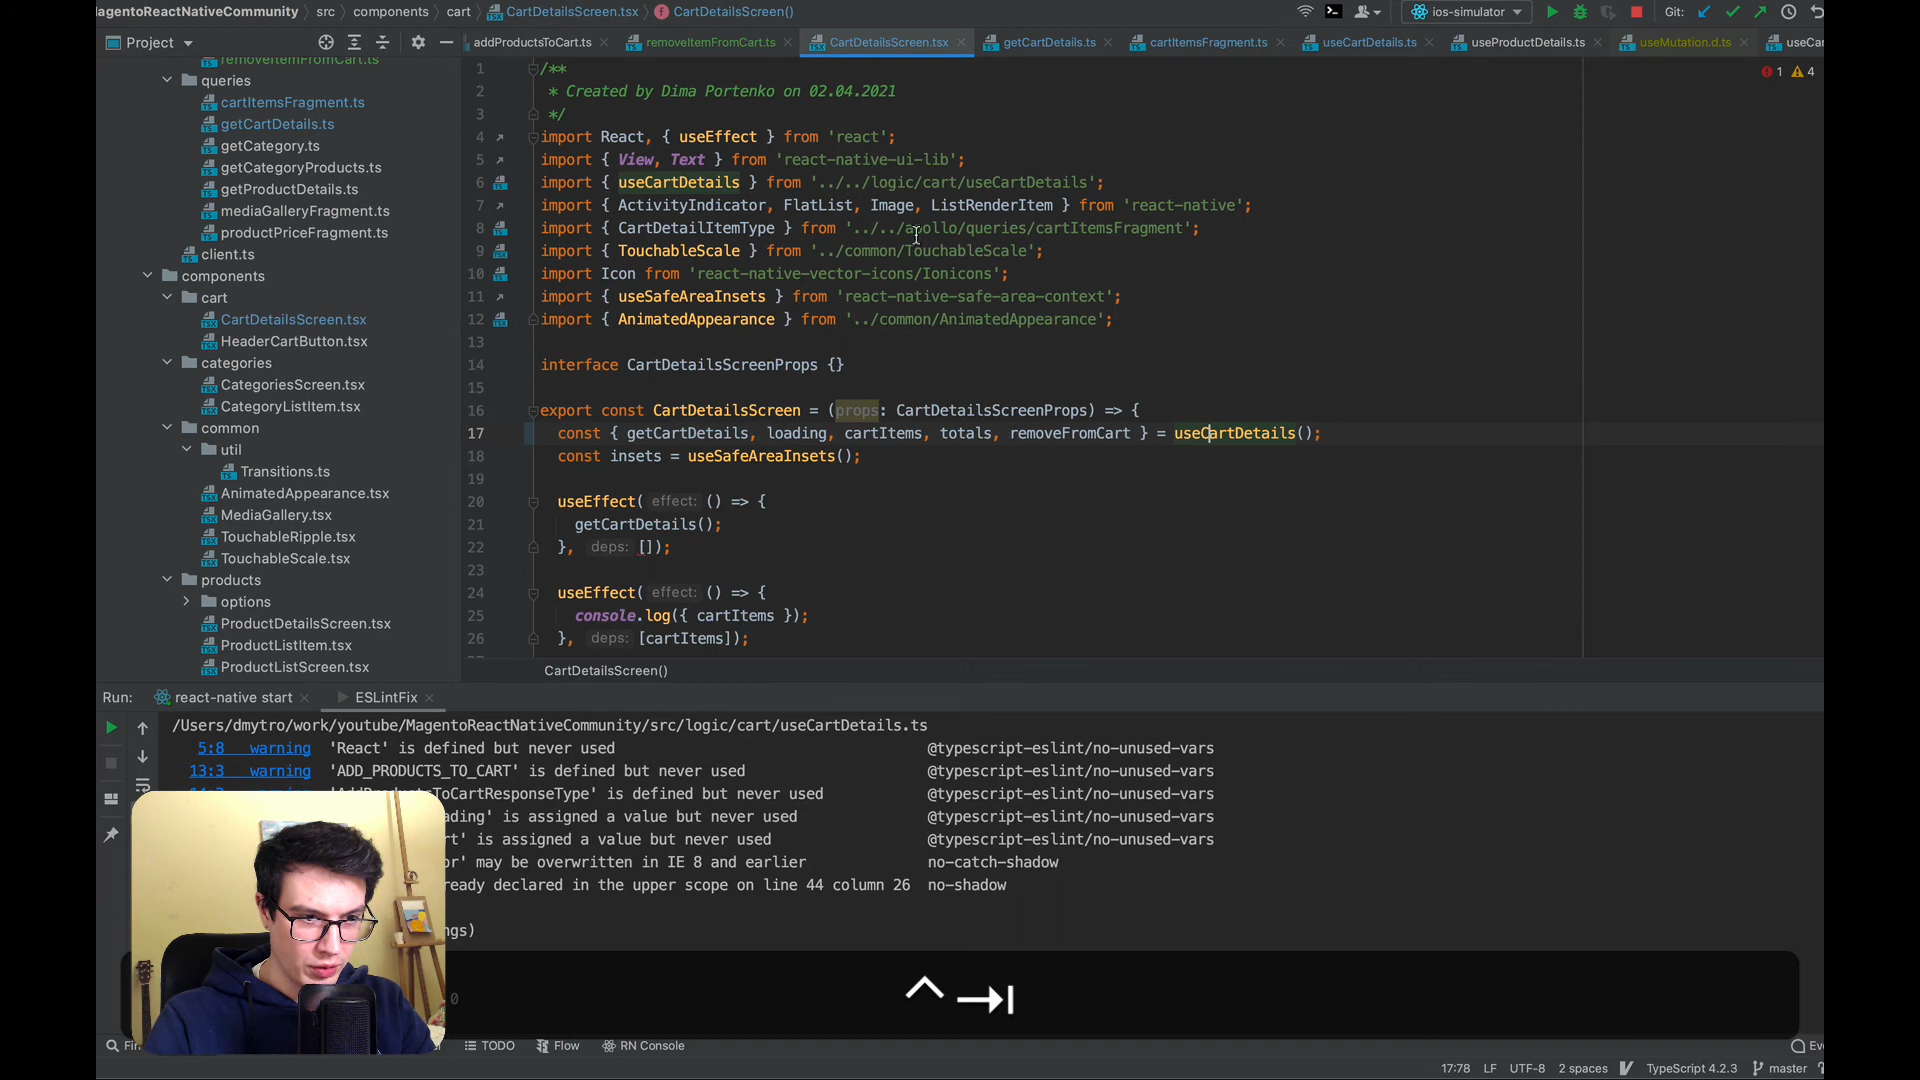 MagentoReactNativeCommunity src components cart CartDetailsScreen.tsx CartDetailsScreen()
ios-simulator Git:
Project
addProductsToCart.ts removeItemFromCart.ts CartDetailsScreen.tsx getCartDetails.ts cartItemsFragment.ts useCartDetails.ts useProductDetails.ts useMutation.d.ts useCar
removeItemFromCart.ts
queries
cartItemsFragment.ts
getCartDetails.ts
getCategory.ts
getCategoryProducts.ts
getProductDetails.ts
mediaGalleryFragment.ts
productPriceFragment.ts
client.ts
components
cart
CartDetailsScreen.tsx
HeaderCartButton.tsx
categories
CategoriesScreen.tsx
CategoryListItem.tsx
common
util
Transitions.ts
AnimatedAppearance.tsx
MediaGallery.tsx
TouchableRipple.tsx
TouchableScale.tsx
products
options
ProductDetailsScreen.tsx
ProductListItem.tsx
ProductListScreen.tsx
1 4
1 /**
2 * Created by Dima Portenko on 02.04.2021
3 */
4 import React, { useEffect } from 'react';
5 import { View, Text } from 'react-native-ui-lib';
6 import { useCartDetails } from '../../logic/cart/useCartDetails';
7 import { ActivityIndicator, FlatList, Image, ListRenderItem } from 'react-native';
8 import { CartDetailItemType } from '../../apollo/queries/cartItemsFragment';
9 import { TouchableScale } from '../common/TouchableScale';
10 import Icon from 'react-native-vector-icons/Ionicons';
11 import { useSafeAreaInsets } from 'react-native-safe-area-context';
12 import { AnimatedAppearance } from '../common/AnimatedAppearance';
13
14 interface CartDetailsScreenProps {}
15
16 export const CartDetailsScreen = (props: CartDetailsScreenProps) => {
17 const { getCartDetails, loading, cartItems, totals, removeFromCart } = useCartDetails();
18 const insets = useSafeAreaInsets();
19
20 useEffect( effect: () => {
21 getCartDetails();
22 }, deps: []);
23
24 useEffect( effect: () => {
25 console.log({ cartItems });
26 }, deps: [cartItems]);
CartDetailsScreen()
Run: react-native start ESLintFix
/Users/dmytro/work/youtube/MagentoReactNativeCommunity/src/logic/cart/useCartDetails.ts
5:8 warning 'React' is defined but never used @typescript-eslint/no-unused-vars
13:3 warning 'ADD_PRODUCTS_TO_CART' is defined but never used @typescript-eslint/no-unused-vars
14:3 warning 'AddProductsToCartResponseType' is defined but never used @typescript-eslint/no-unused-vars
ading' is assigned a value but never used @typescript-eslint/no-unused-vars
rt' is assigned a value but never used @typescript-eslint/no-unused-vars
or' may be overwritten in IE 8 and earlier no-catch-shadow
ready declared in the upper scope on line 44 column 26 no-shadow
ngs)
0
Fin TODO Flow RN Console Eve
17:78 LF UTF-8 2 spaces TypeScript 4.2.3 master